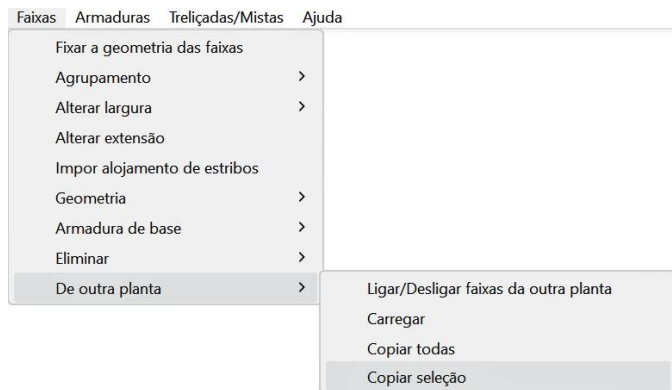 Faixas Armaduras Treliçadas/Mistas Ajuda
Fixar a geometria das faixas
Agrupamento
Alterar largura
Alterar extensão
Impor alojamento de estribos
Geometria
Armadura de base
Eliminar
De outra planta
Ligar/Desligar faixas da outra planta
Carregar
Copiar todas
Copiar seleção